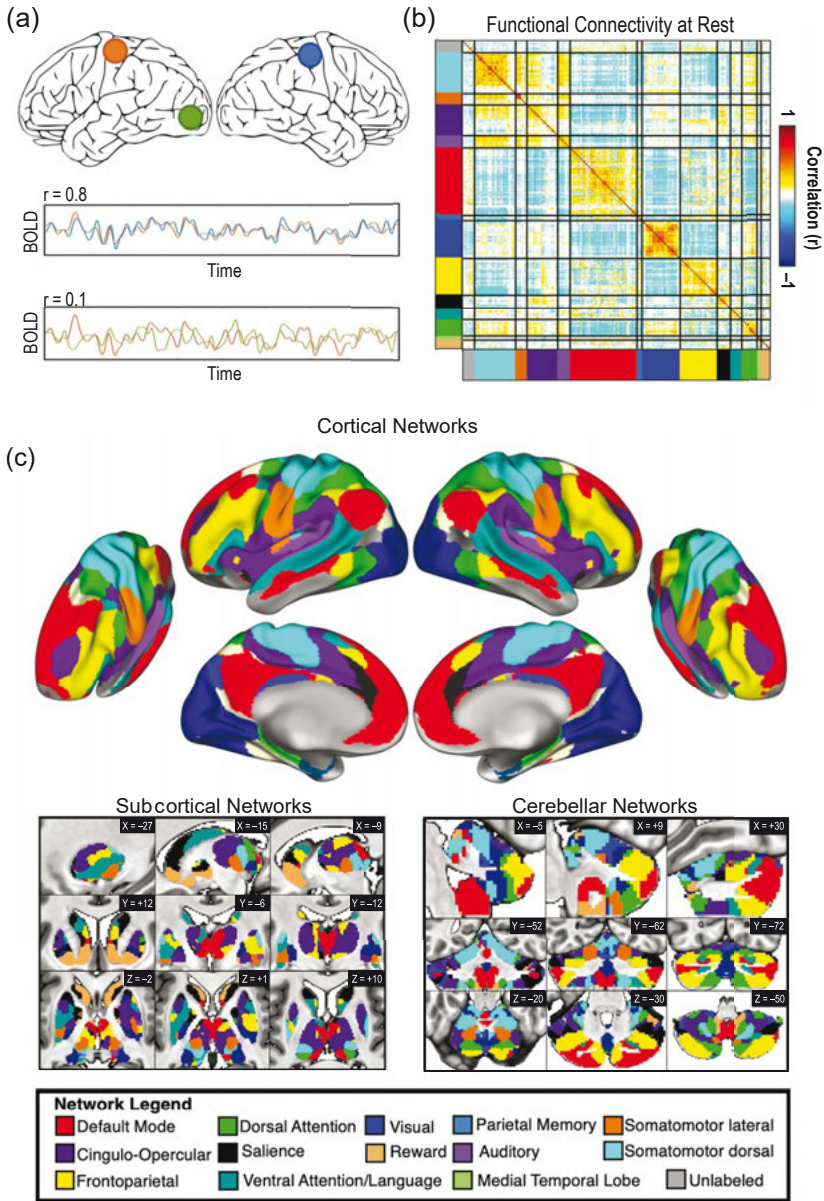 (a)
r = 0.8
BOLD
Time
r = 0.1
BOLD
Time
(b)
Functional Connectivity at Rest
1
Correlation (r)
−1
(c)
Cortical Networks
Subcortical Networks
X = −27
X = −15
X = −9
Y = +12
Y = −6
Y = −12
Z = −2
Z = +1
Z = +10
Cerebellar Networks
X = −5
X = +9
X = +30
Y = −52
Y = −62
Y = −72
Z = −20
Z = −30
Z = −50
Network Legend
Default Mode
Dorsal Attention
Visual
Parietal Memory
Somatomotor lateral
Cingulo-Opercular
Salience
Reward
Auditory
Somatomotor dorsal
Frontoparietal
Ventral Attention/Language
Medial Temporal Lobe
Unlabeled